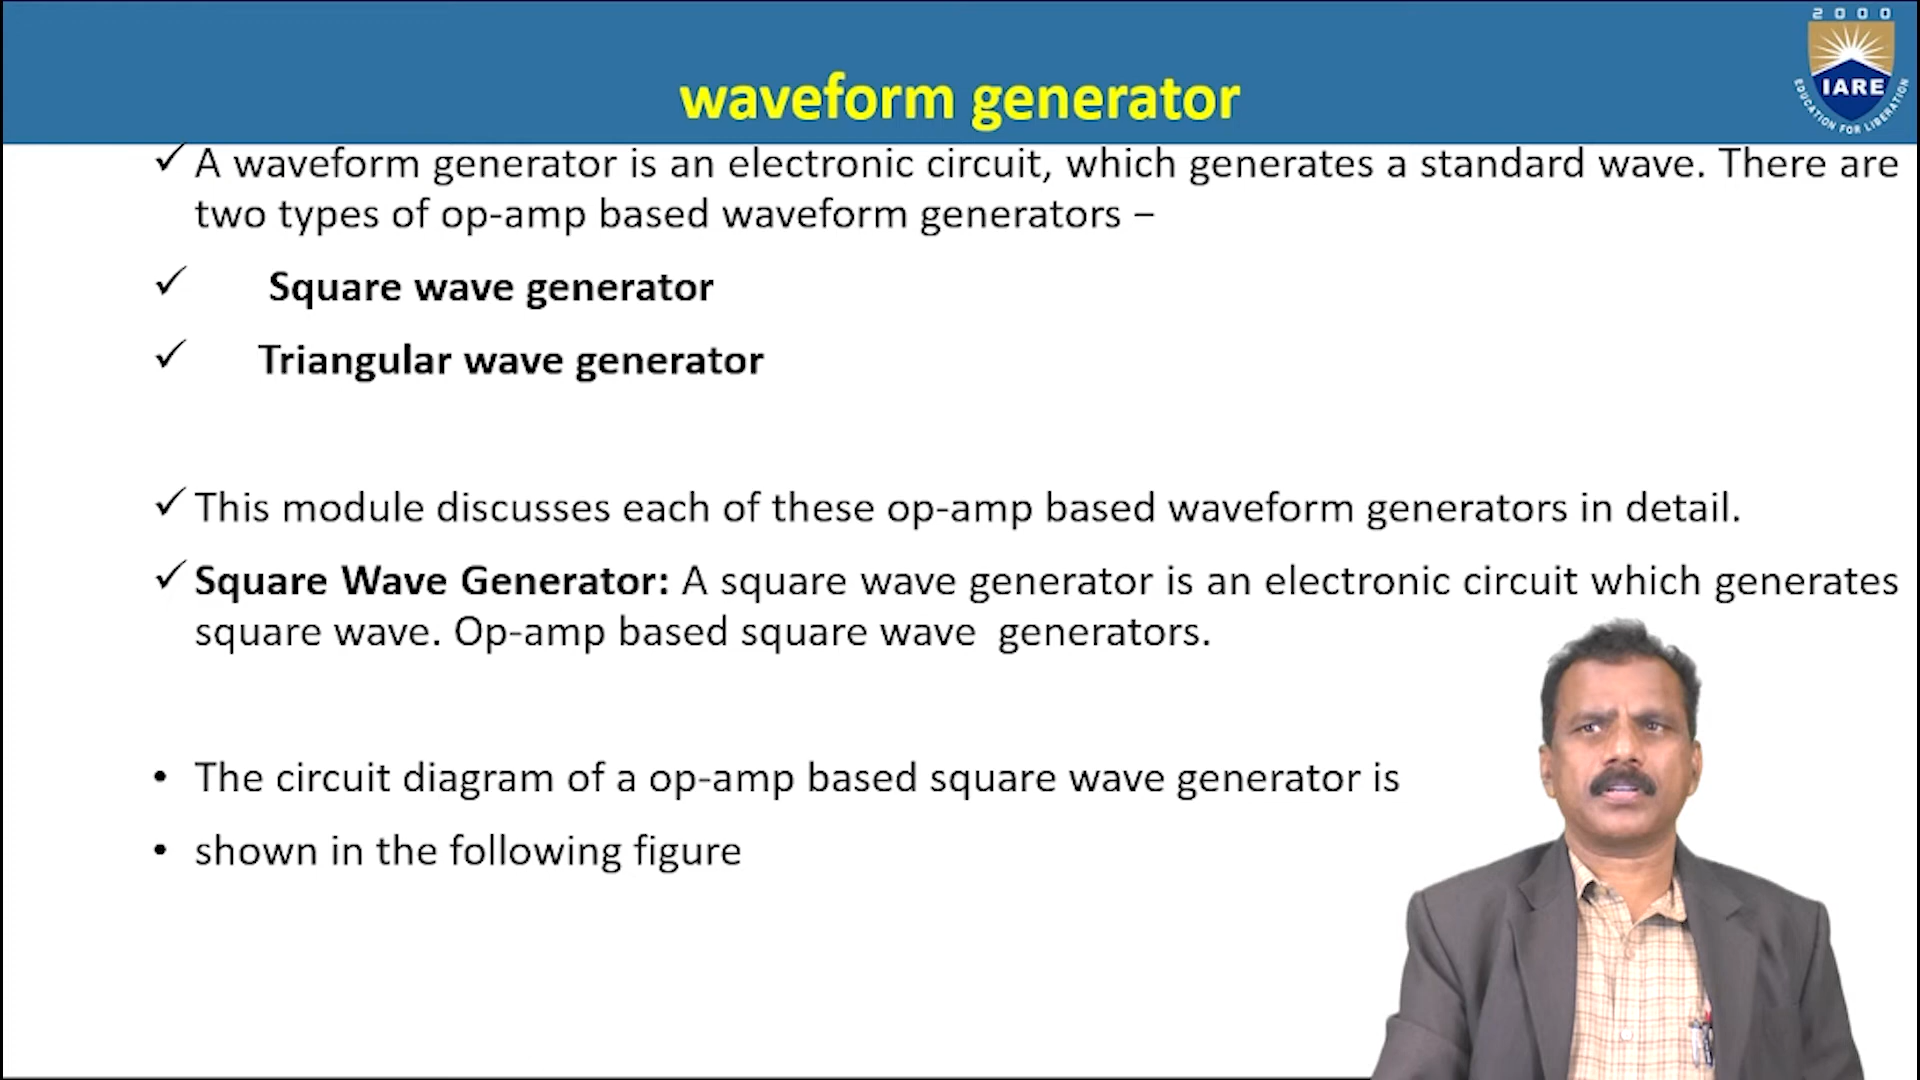 2 0 0 0
IARE
EDUCATION FOR LIBERATION
waveform generator
✓ A waveform generator is an electronic circuit, which generates a standard wave. There are
two types of op-amp based waveform generators −
✓ Square wave generator
✓ Triangular wave generator
✓ This module discusses each of these op-amp based waveform generators in detail.
✓ Square Wave Generator: A square wave generator is an electronic circuit which generates
square wave. Op-amp based square wave generators.
• The circuit diagram of a op-amp based square wave generator is
• shown in the following figure